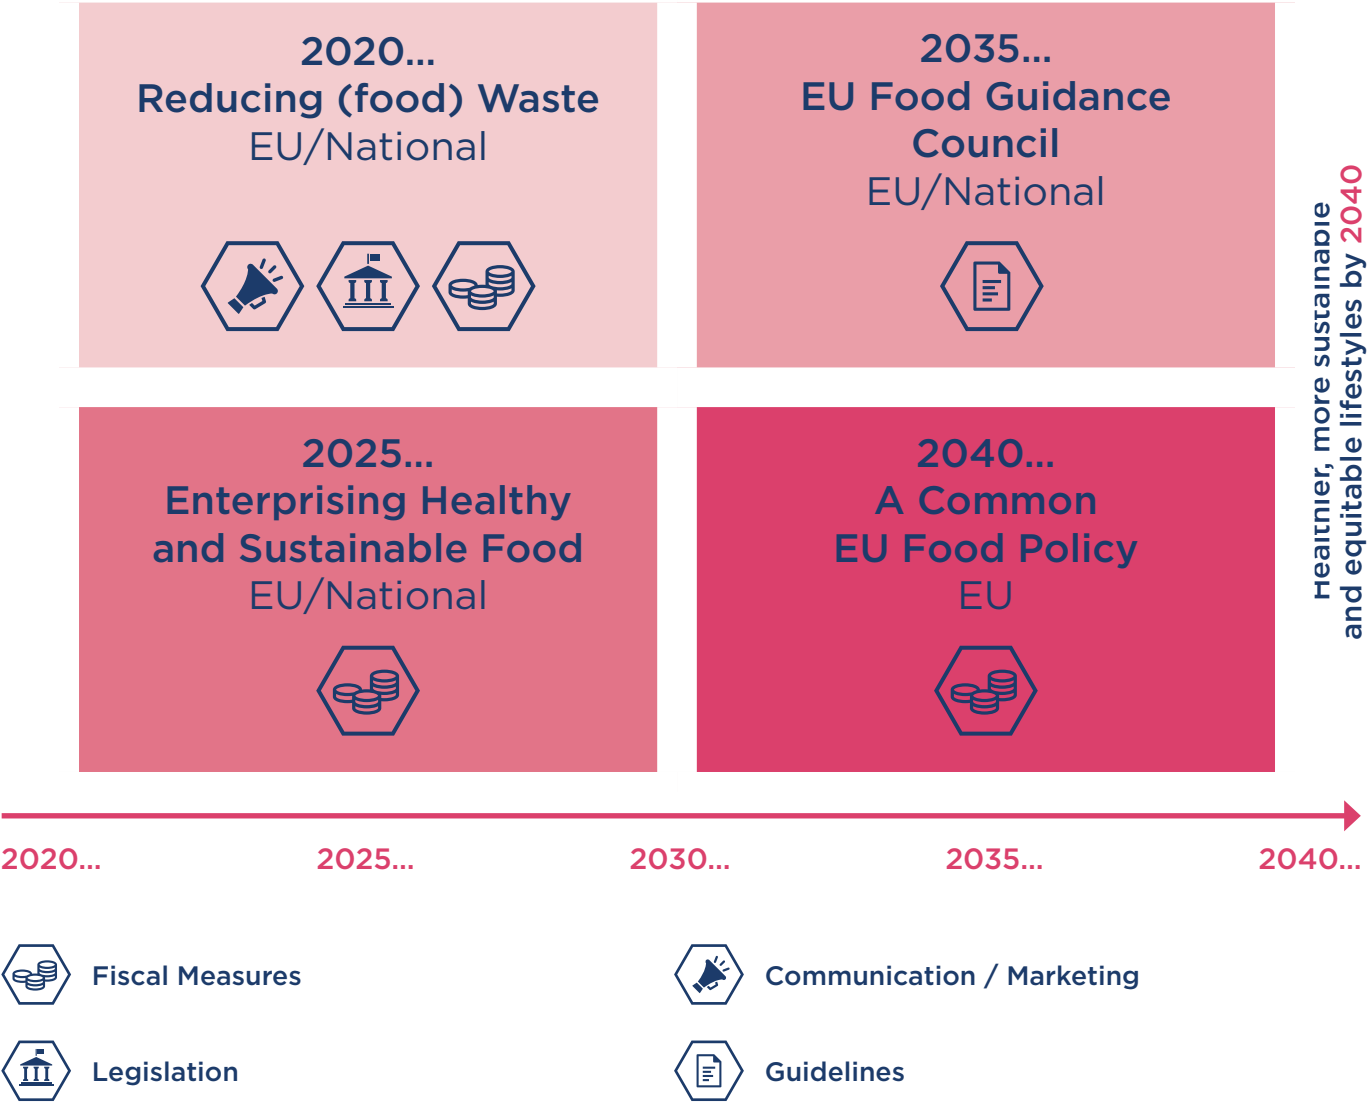 2020...
Reducing (food) Waste
EU/National
2035...
EU Food Guidance
Council
EU/National
2025...
Enterprising Healthy
and Sustainable Food
EU/National
2040...
A Common
EU Food Policy
EU
Healthier, more sustainable
and equitable lifestyles by 2040
2020...
2025...
2030...
2035...
2040...
Fiscal Measures
Communication / Marketing
Legislation
Guidelines